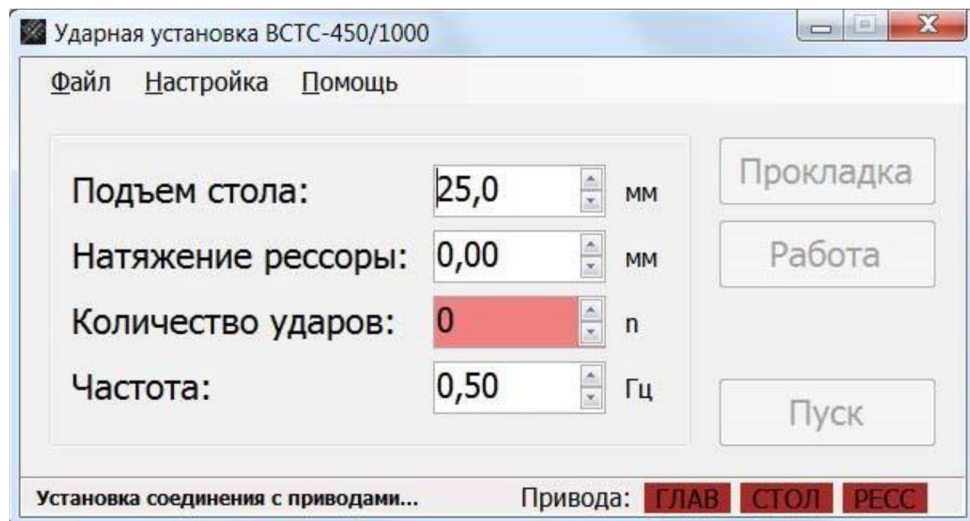 Ударная установка ВСТС-450/1000
Файл Настройка Помощь
Подъем стола: 25,0 мм
Прокладка
Натяжение рессоры: 0,00 мм
Работа
Количество ударов: 0 n
Частота: 0,50 Гц
Пуск
Установка соединения с приводами... Привода: ГЛАВ СТОЛ РЕСС